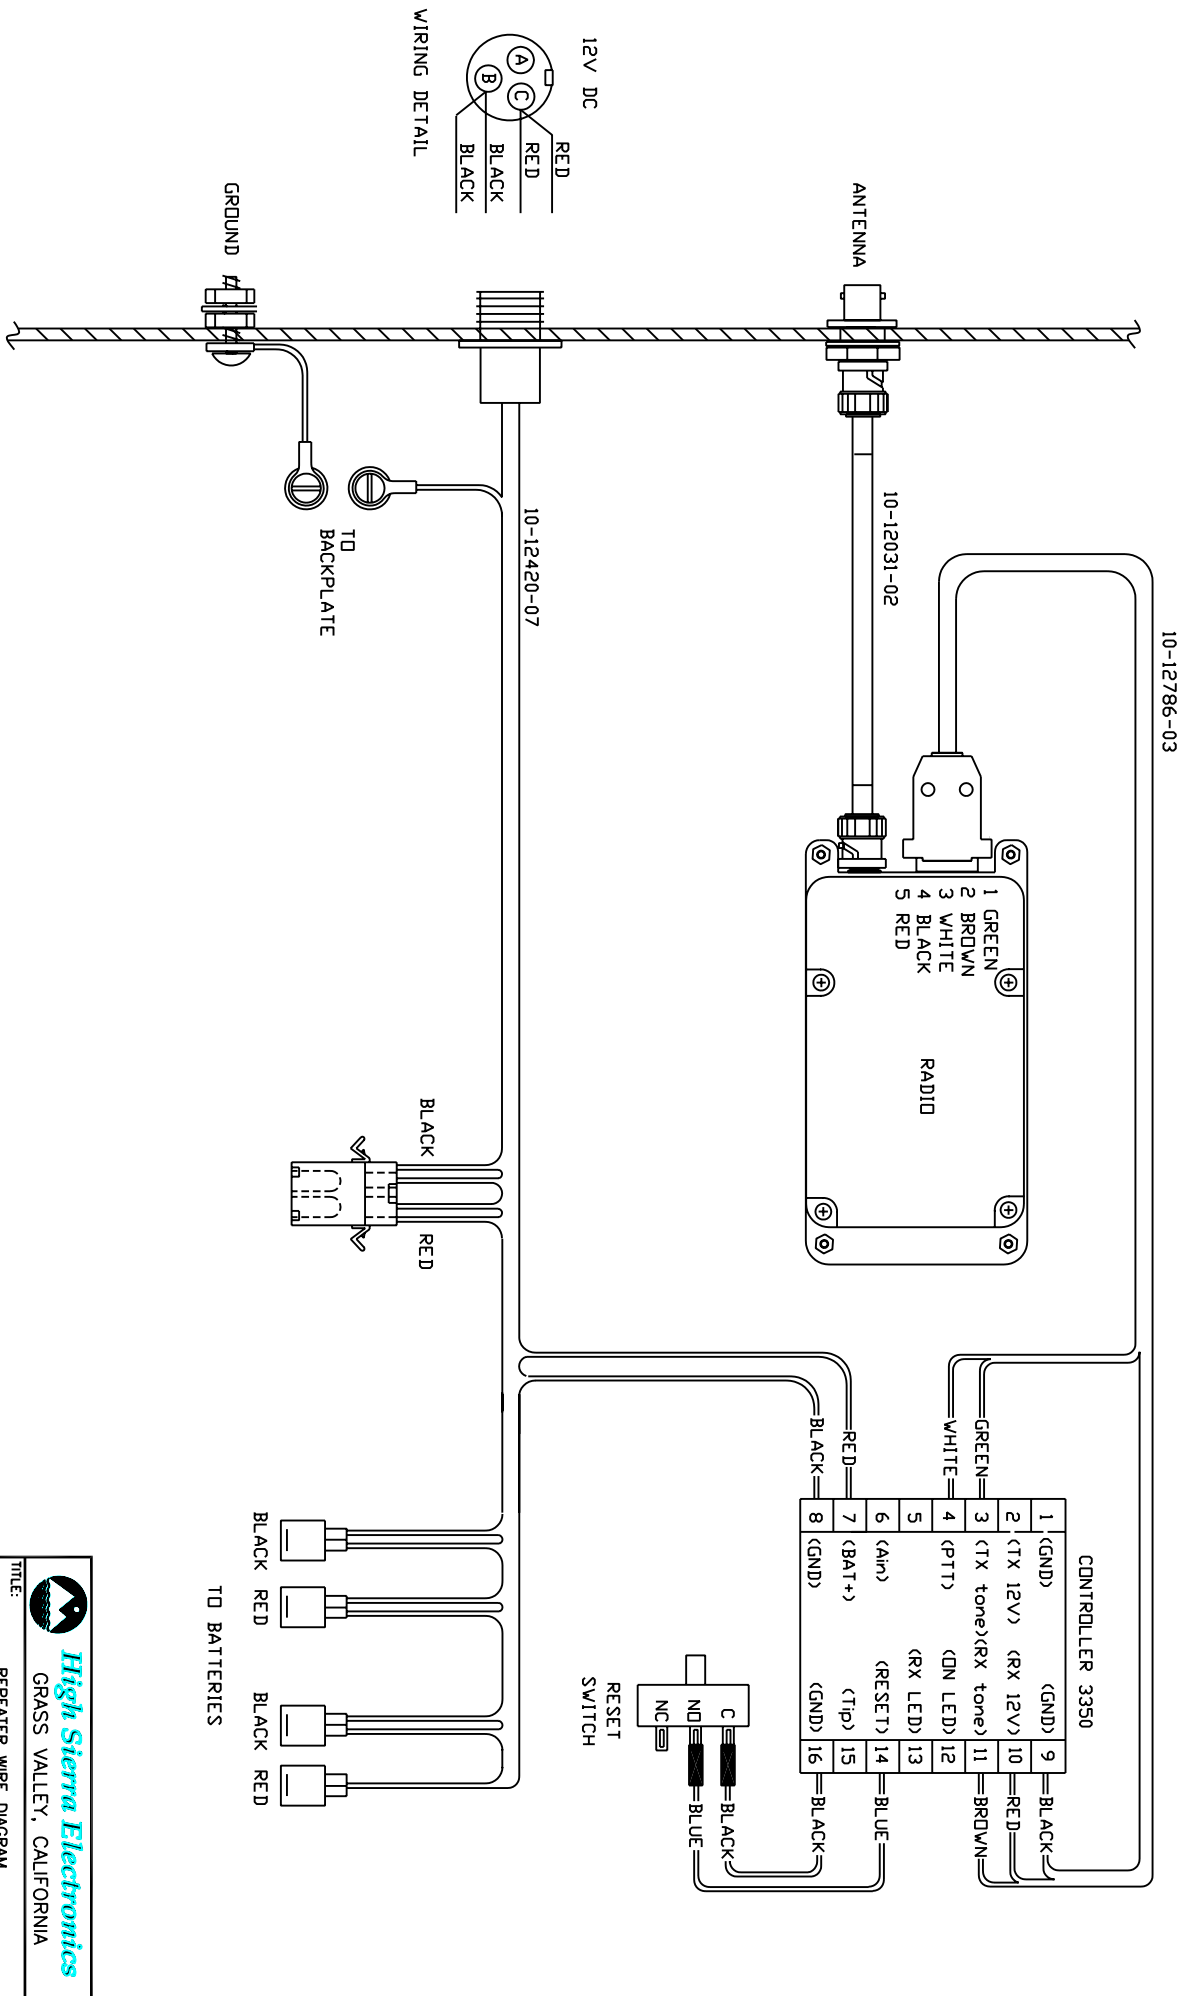 10-12786-03
CONTROLLER 3350
1 (GND) (GND) 9
2 (TX 12V) (RX 12V) 10
3 (TX tone)(RX tone) 11
4 (PTT) (ON LED) 12
5 (RX LED) 13
6 (Ain) (RESET) 14
7 (BAT+) (Tip) 15
8 (GND) (GND) 16
GREEN
WHITE
RED
BLACK
BLACK
RED
BROWN
BLUE
BLACK
1 GREEN
2 BROWN
3 WHITE
4 BLACK
5 RED
RADIO
ANTENNA
10-12031-02
C
NO
NC
BLACK
BLUE
RESET
SWITCH
12V DC
A
B
C
RED
RED
BLACK
BLACK
WIRING DETAIL
10-12420-07
GROUND
TO
BACKPLATE
BLACK
RED
BLACK
RED
BLACK
RED
TO BATTERIES
High Sierra Electronics
GRASS VALLEY, CALIFORNIA
TITLE:
REPEATER WIRE DIAGRAM